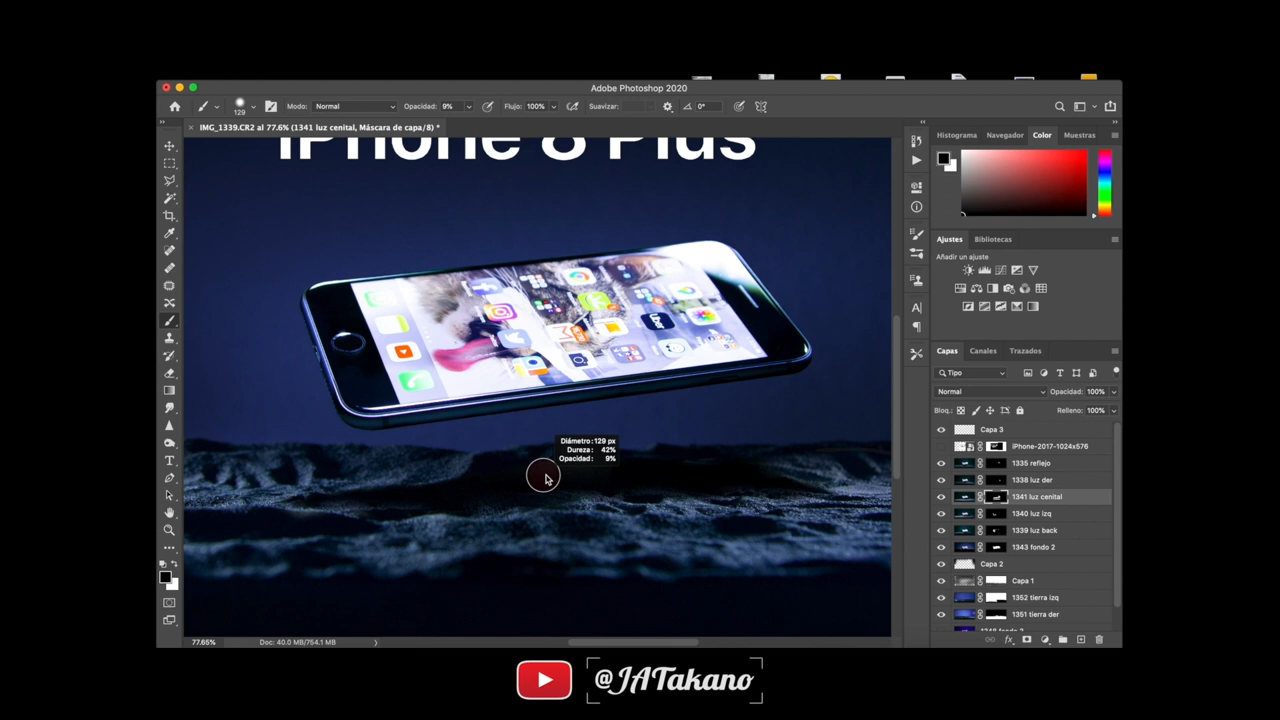 Adobe Photoshop 2020
129
Modo:
Normal
Opacidad:
9%
Flujo:
100%
Suavizar:
0°
IMG_1339.CR2 al 77.6% (1341 luz cenital, Máscara de capa/8) *
iPhone 8 Plus
Uber
Diámetro: 129 px
Dureza: 42%
Opacidad: 9%
77.65%
Doc: 40.0 MB/754.1 MB
Histograma
Navegador
Color
Muestras
Ajustes
Bibliotecas
Añadir un ajuste
Capas
Canales
Trazados
Tipo
Normal
Opacidad: 100%
Bloq.:
Relleno: 100%
Capa 3
iPhone-2017-1024x576
1335 reflejo
1338 luz der
1341 luz cenital
1340 luz izq
1339 luz back
1343 fondo 2
Capa 2
Capa 1
1352 tierra izq
1351 tierra der
@JATakano